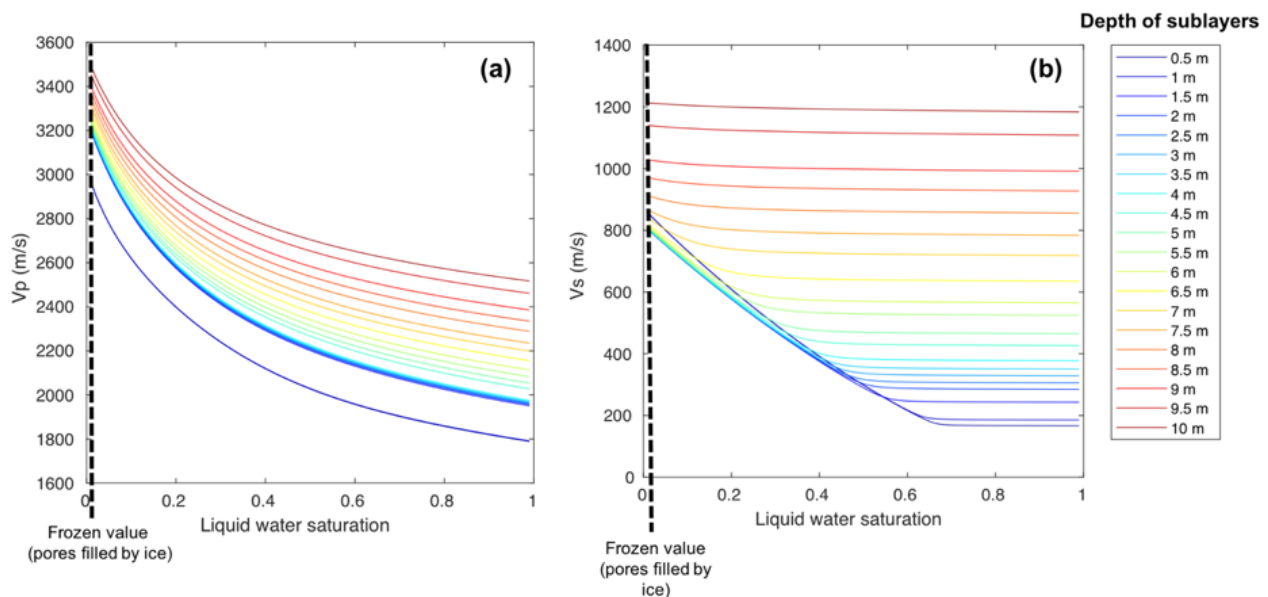 Depth of sublayers
(a)
3600
3400
3200
3000
2800
2600
2400
2200
2000
1800
1600
Vp (m/s)
0
0.2
0.4
0.6
0.8
1
Liquid water saturation
Frozen value
(pores filled by ice)
(b)
1400
1200
1000
800
600
400
200
0
Vs (m/s)
0.2
0.4
0.6
0.8
1
Liquid water saturation
Frozen value
(pores filled by
ice)
0.5 m
1 m
1.5 m
2 m
2.5 m
3 m
3.5 m
4 m
4.5 m
5 m
5.5 m
6 m
6.5 m
7 m
7.5 m
8 m
8.5 m
9 m
9.5 m
10 m